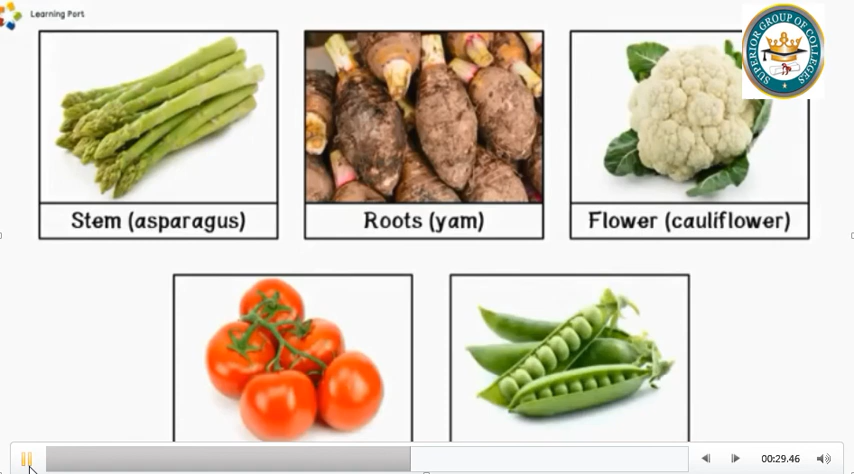 Learning Port
SUPERIOR GROUP OF COLLEGES
Stem (asparagus)
Roots (yam)
Flower (cauliflower)
00:29.46